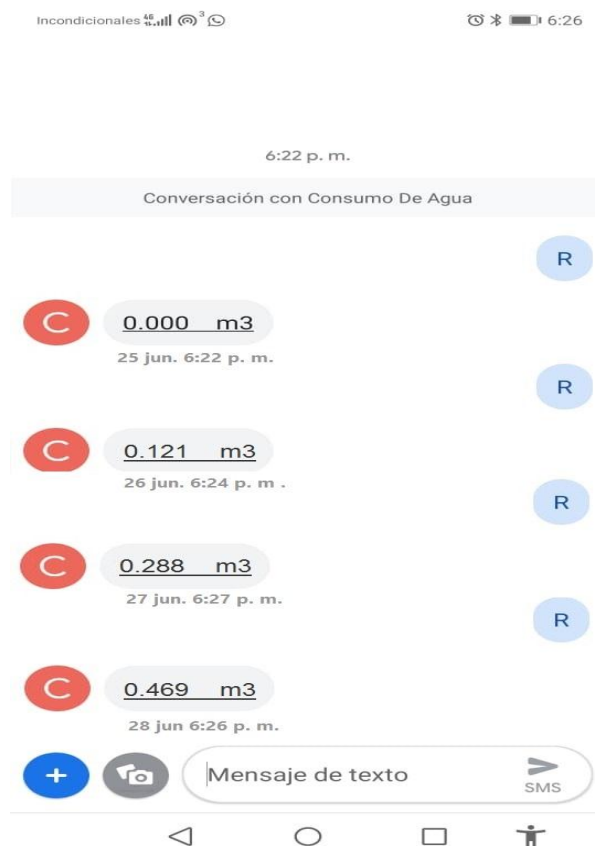 Incondicionales 4G 3 6:26
6:22 p. m.
Conversación con Consumo De Agua
R
C 0.000 m3
25 jun. 6:22 p. m.
R
C 0.121 m3
26 jun. 6:24 p. m .
R
C 0.288 m3
27 jun. 6:27 p. m.
R
C 0.469 m3
28 jun 6:26 p. m.
Mensaje de texto
SMS